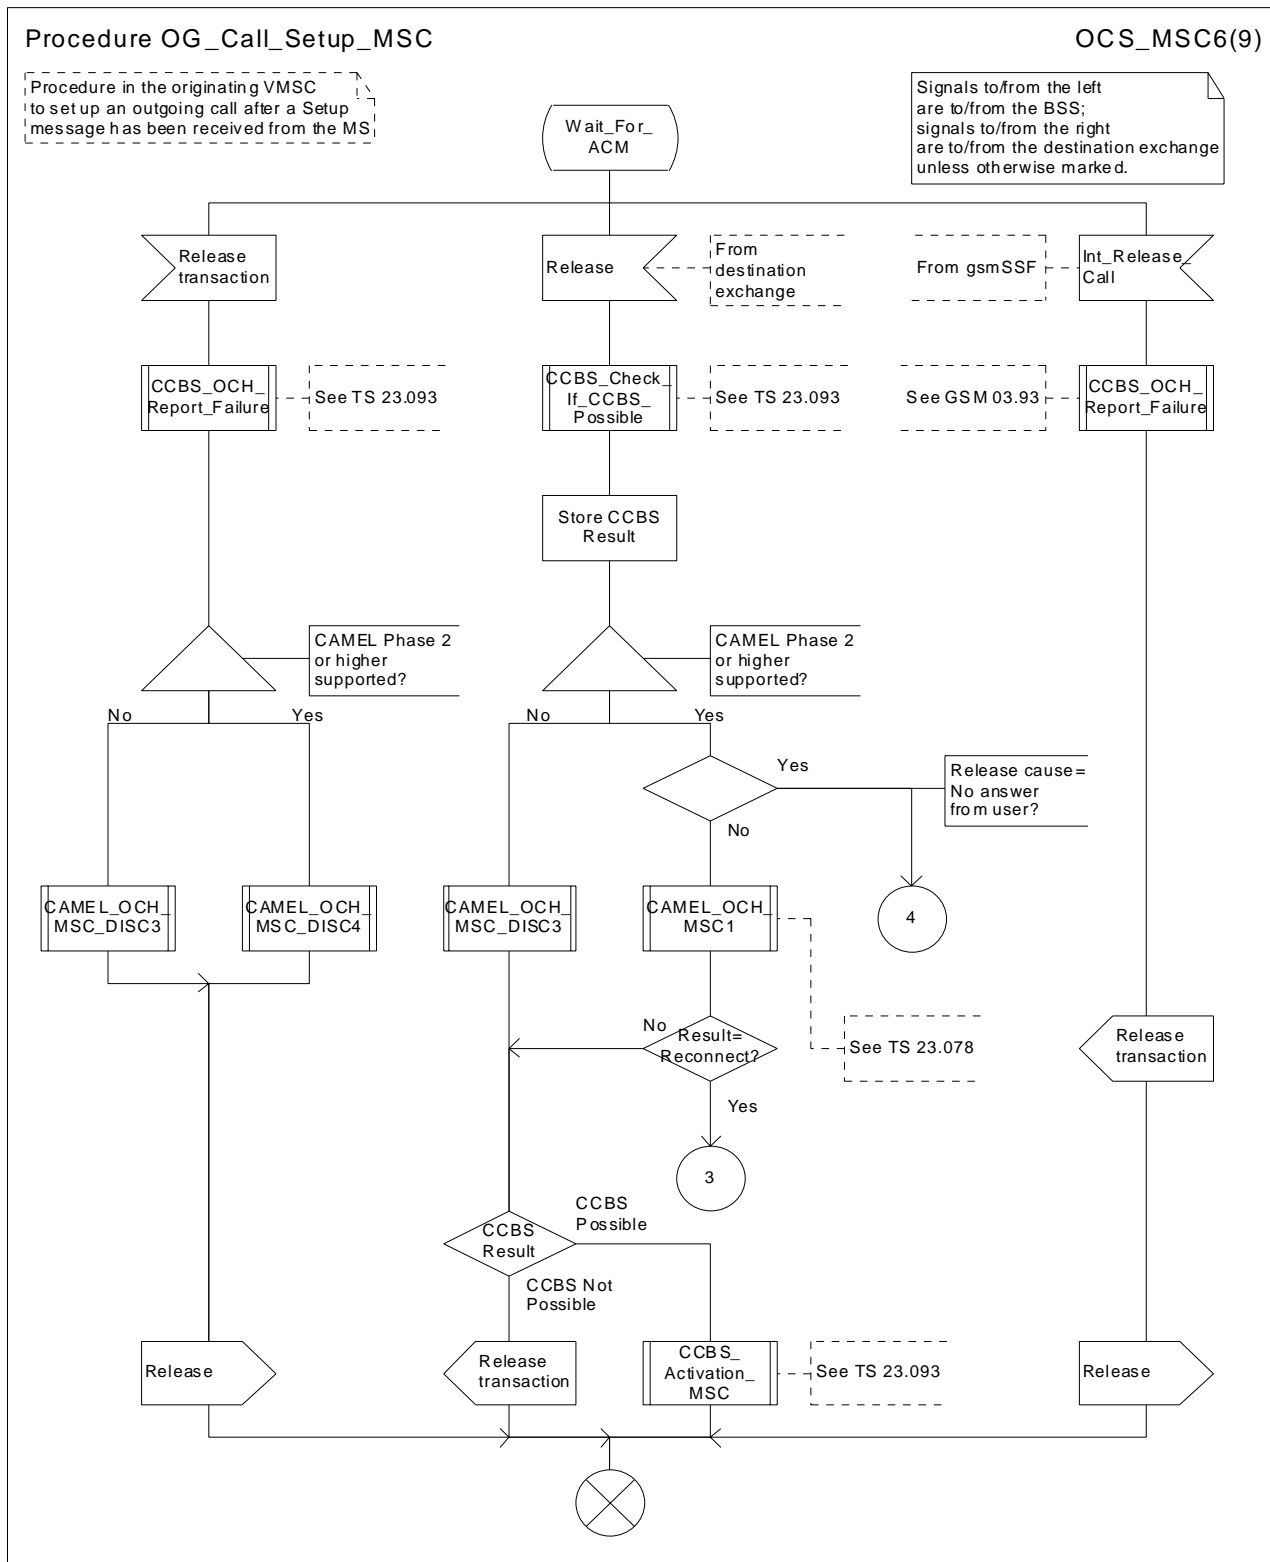 Procedure OG_Call_Setup_MSC
OCS_MSC6(9)
Procedure in the originating VMSC
to set up an outgoing call after a Setup
message has been received from the MS
Signals to/from the left
are to/from the BSS;
signals to/from the right
are to/from the destination exchange
unless otherwise marked.
Wait_For_
ACM
Release
transaction
Release
From
destination
exchange
From gsmSSF
Int_Release_
Call
CCBS_OCH_
Report_Failure
See TS 23.093
CCBS_Check_
If_CCBS_
Possible
See TS 23.093
See GSM 03.93
CCBS_OCH_
Report_Failure
Store CCBS
Result
CAMEL Phase 2
or higher
supported?
CAMEL Phase 2
or higher
supported?
No
Yes
No
Yes
Yes
Release cause=
No answer
from user?
No
CAMEL_OCH_
MSC_DISC3
CAMEL_OCH_
MSC_DISC4
CAMEL_OCH_
MSC_DISC3
CAMEL_OCH_
MSC1
4
No
Result=
Reconnect?
See TS 23.078
Release
transaction
Yes
3
CCBS
Possible
CCBS
Result
CCBS Not
Possible
Release
Release
transaction
CCBS_
Activation_
MSC
See TS 23.093
Release